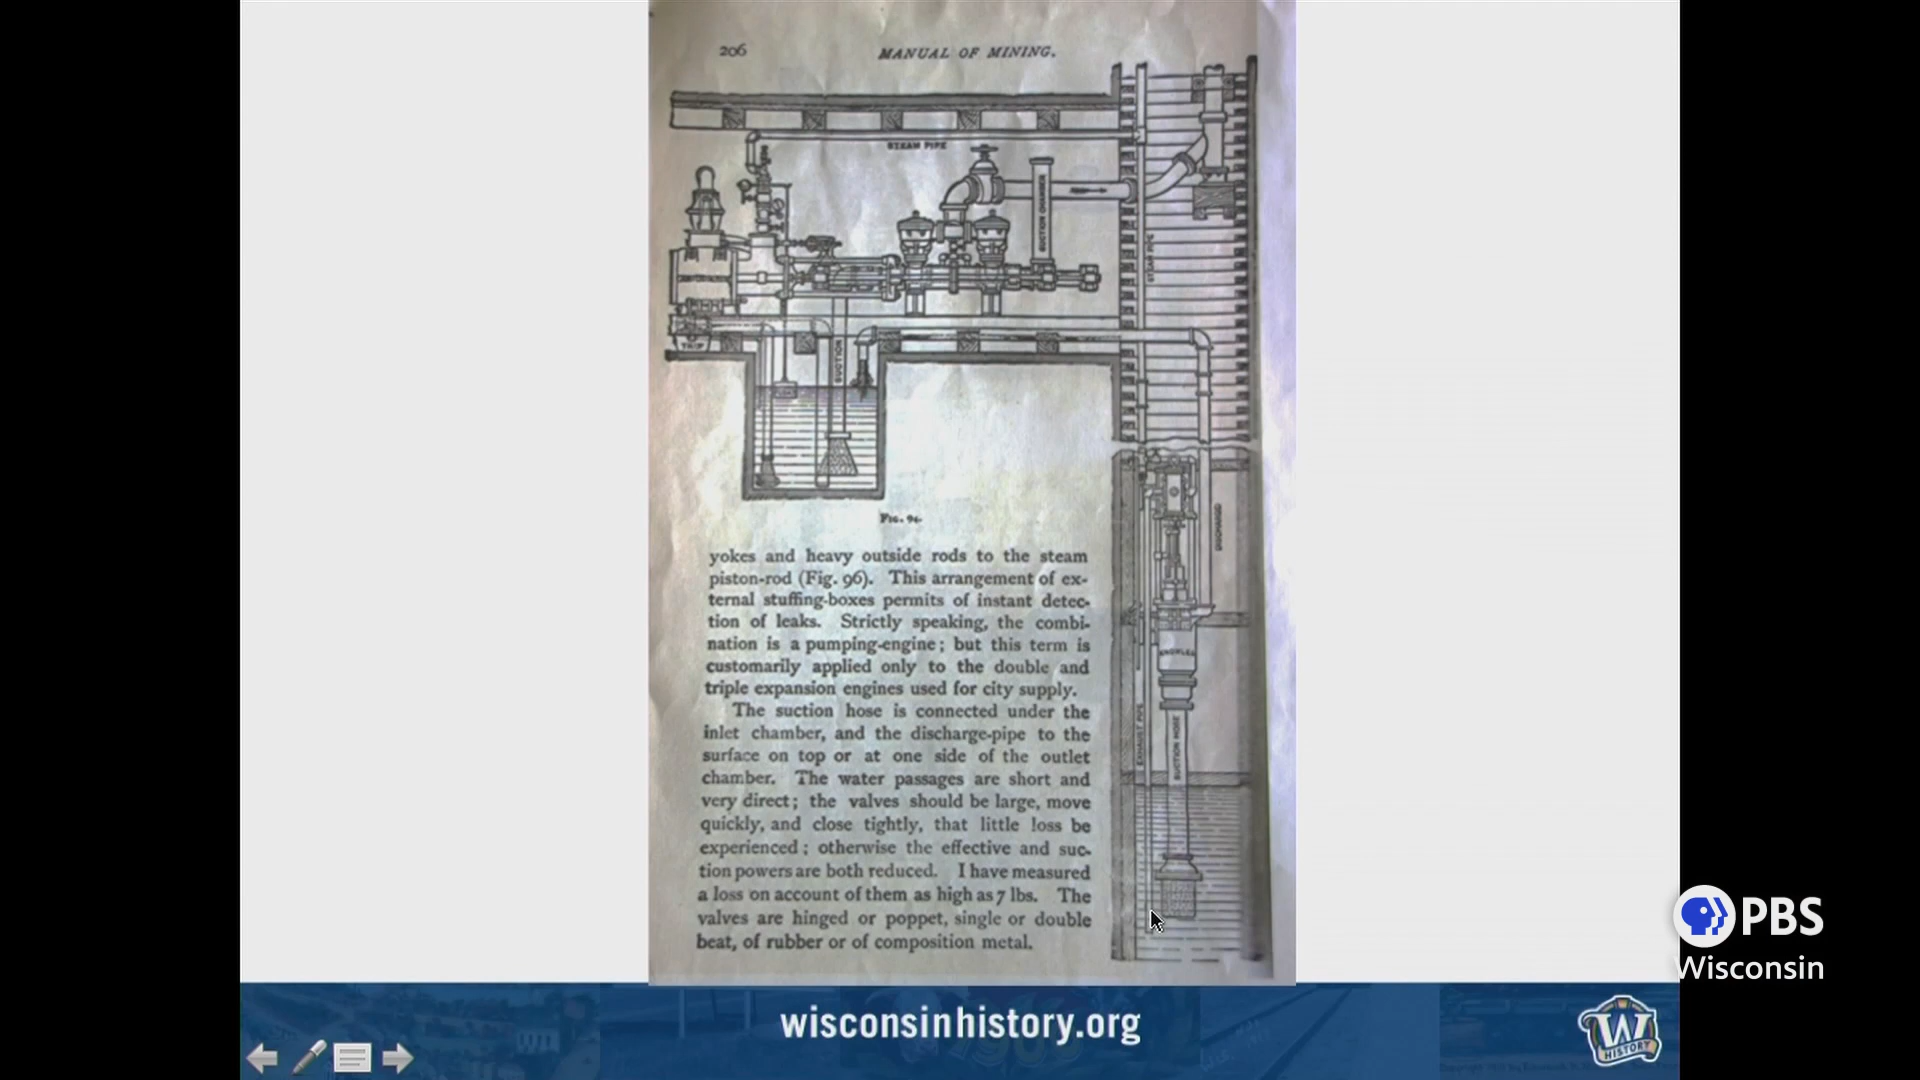 206 MANUAL OF MINING.
STEAM PIPE
SUCTION CHAMBER
STEAM PIPE
SUCTION
FIG. 94.
DISCHARGE
KNOWLES
EXHAUST PIPE
SUCTION HOSE
yokes and heavy outside rods to the steam
piston-rod (Fig. 96). This arrangement of ex-
ternal stuffing-boxes permits of instant detec-
tion of leaks. Strictly speaking, the combi-
nation is a pumping-engine; but this term is
customarily applied only to the double and
triple expansion engines used for city supply.
The suction hose is connected under the
inlet chamber, and the discharge-pipe to the
surface on top or at one side of the outlet
chamber. The water passages are short and
very direct; the valves should be large, move
quickly, and close tightly, that little loss be
experienced; otherwise the effective and suc-
tion powers are both reduced. I have measured
a loss on account of them as high as 7 lbs. The
valves are hinged or poppet, single or double
beat, of rubber or of composition metal.
PBS
Wisconsin
wisconsinhistory.org
W
HISTORY